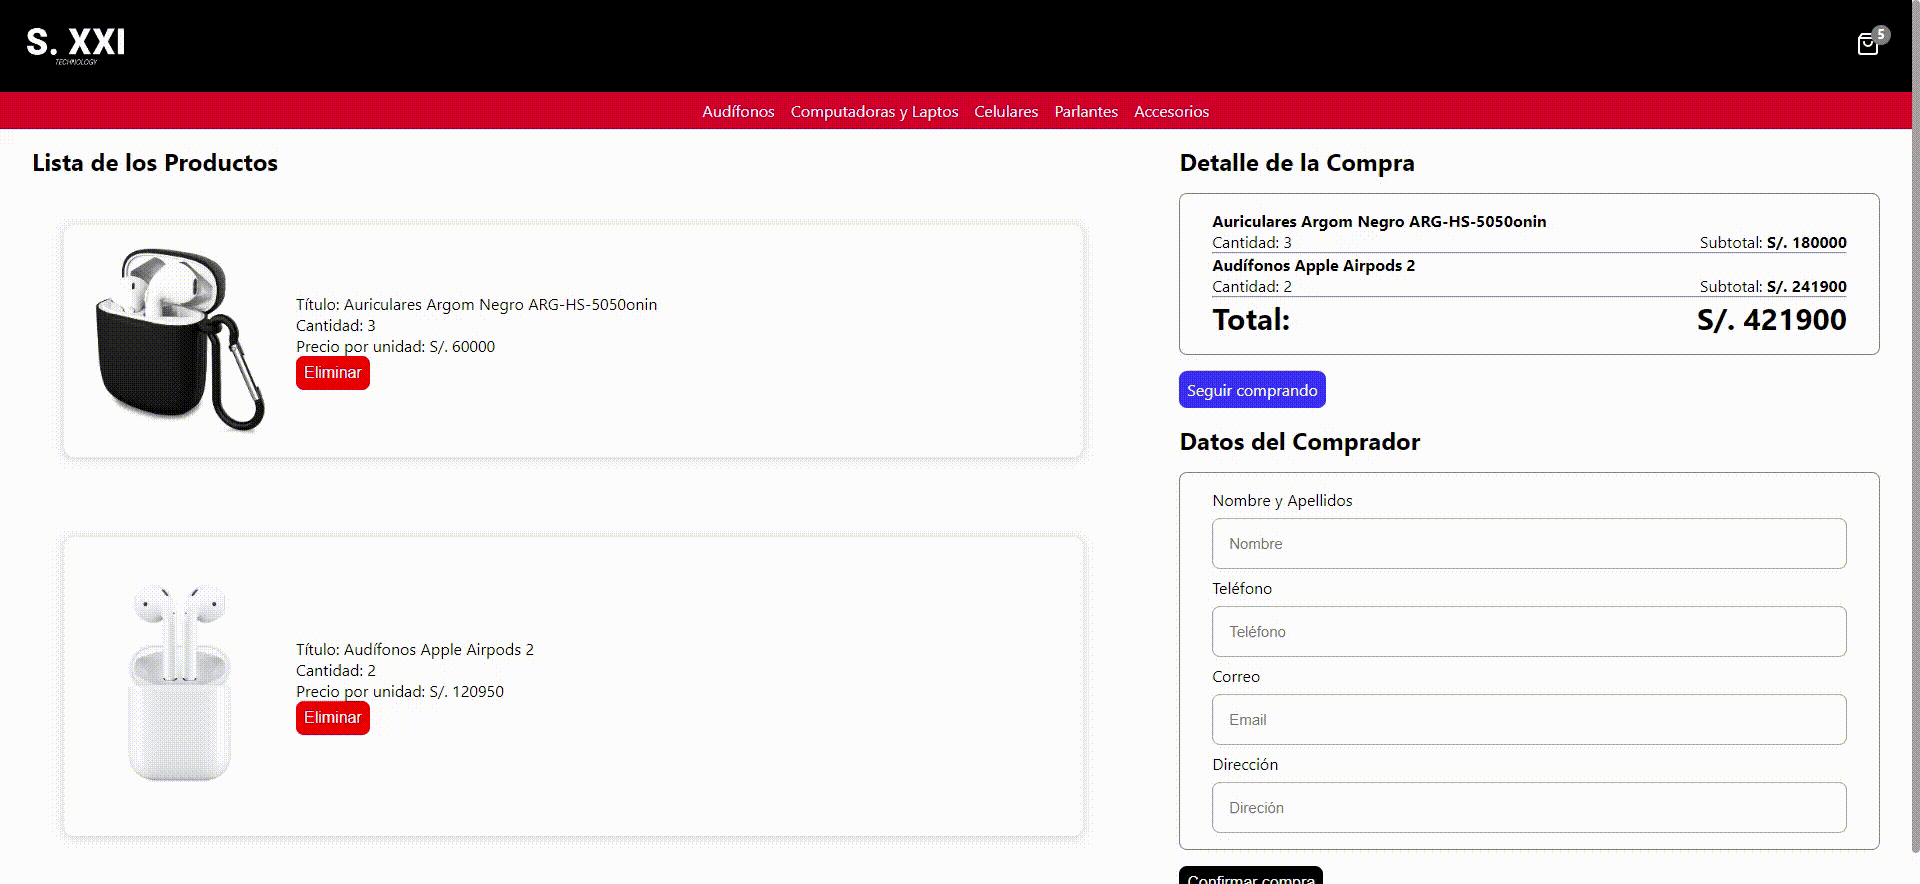 S. XXI
TECHNOLOGY
5
Audífonos Computadoras y Laptos Celulares Parlantes Accesorios
Lista de los Productos
Título: Auriculares Argom Negro ARG-HS-5050onin
Cantidad: 3
Precio por unidad: S/. 60000
Eliminar
Título: Audífonos Apple Airpods 2
Cantidad: 2
Precio por unidad: S/. 120950
Eliminar
Detalle de la Compra
Auriculares Argom Negro ARG-HS-5050onin
Cantidad: 3 Subtotal: S/. 180000
Audífonos Apple Airpods 2
Cantidad: 2 Subtotal: S/. 241900
Total: S/. 421900
Seguir comprando
Datos del Comprador
Nombre y Apellidos
Nombre
Teléfono
Teléfono
Correo
Email
Dirección
Direción
Confirmar compra